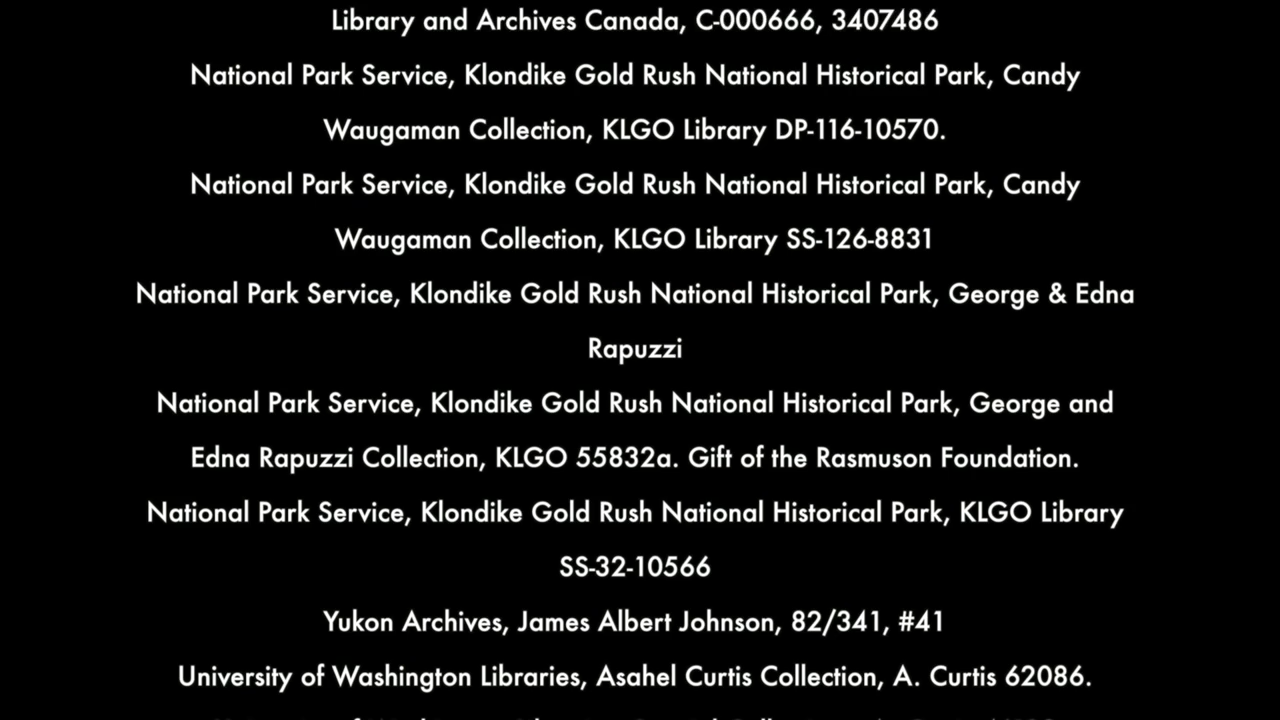 Library and Archives Canada, C-000666, 3407486
National Park Service, Klondike Gold Rush National Historical Park, Candy
Waugaman Collection, KLGO Library DP-116-10570.
National Park Service, Klondike Gold Rush National Historical Park, Candy
Waugaman Collection, KLGO Library SS-126-8831
National Park Service, Klondike Gold Rush National Historical Park, George & Edna
Rapuzzi
National Park Service, Klondike Gold Rush National Historical Park, George and
Edna Rapuzzi Collection, KLGO 55832a. Gift of the Rasmuson Foundation.
National Park Service, Klondike Gold Rush National Historical Park, KLGO Library
SS-32-10566
Yukon Archives, James Albert Johnson, 82/341, #41
University of Washington Libraries, Asahel Curtis Collection, A. Curtis 62086.